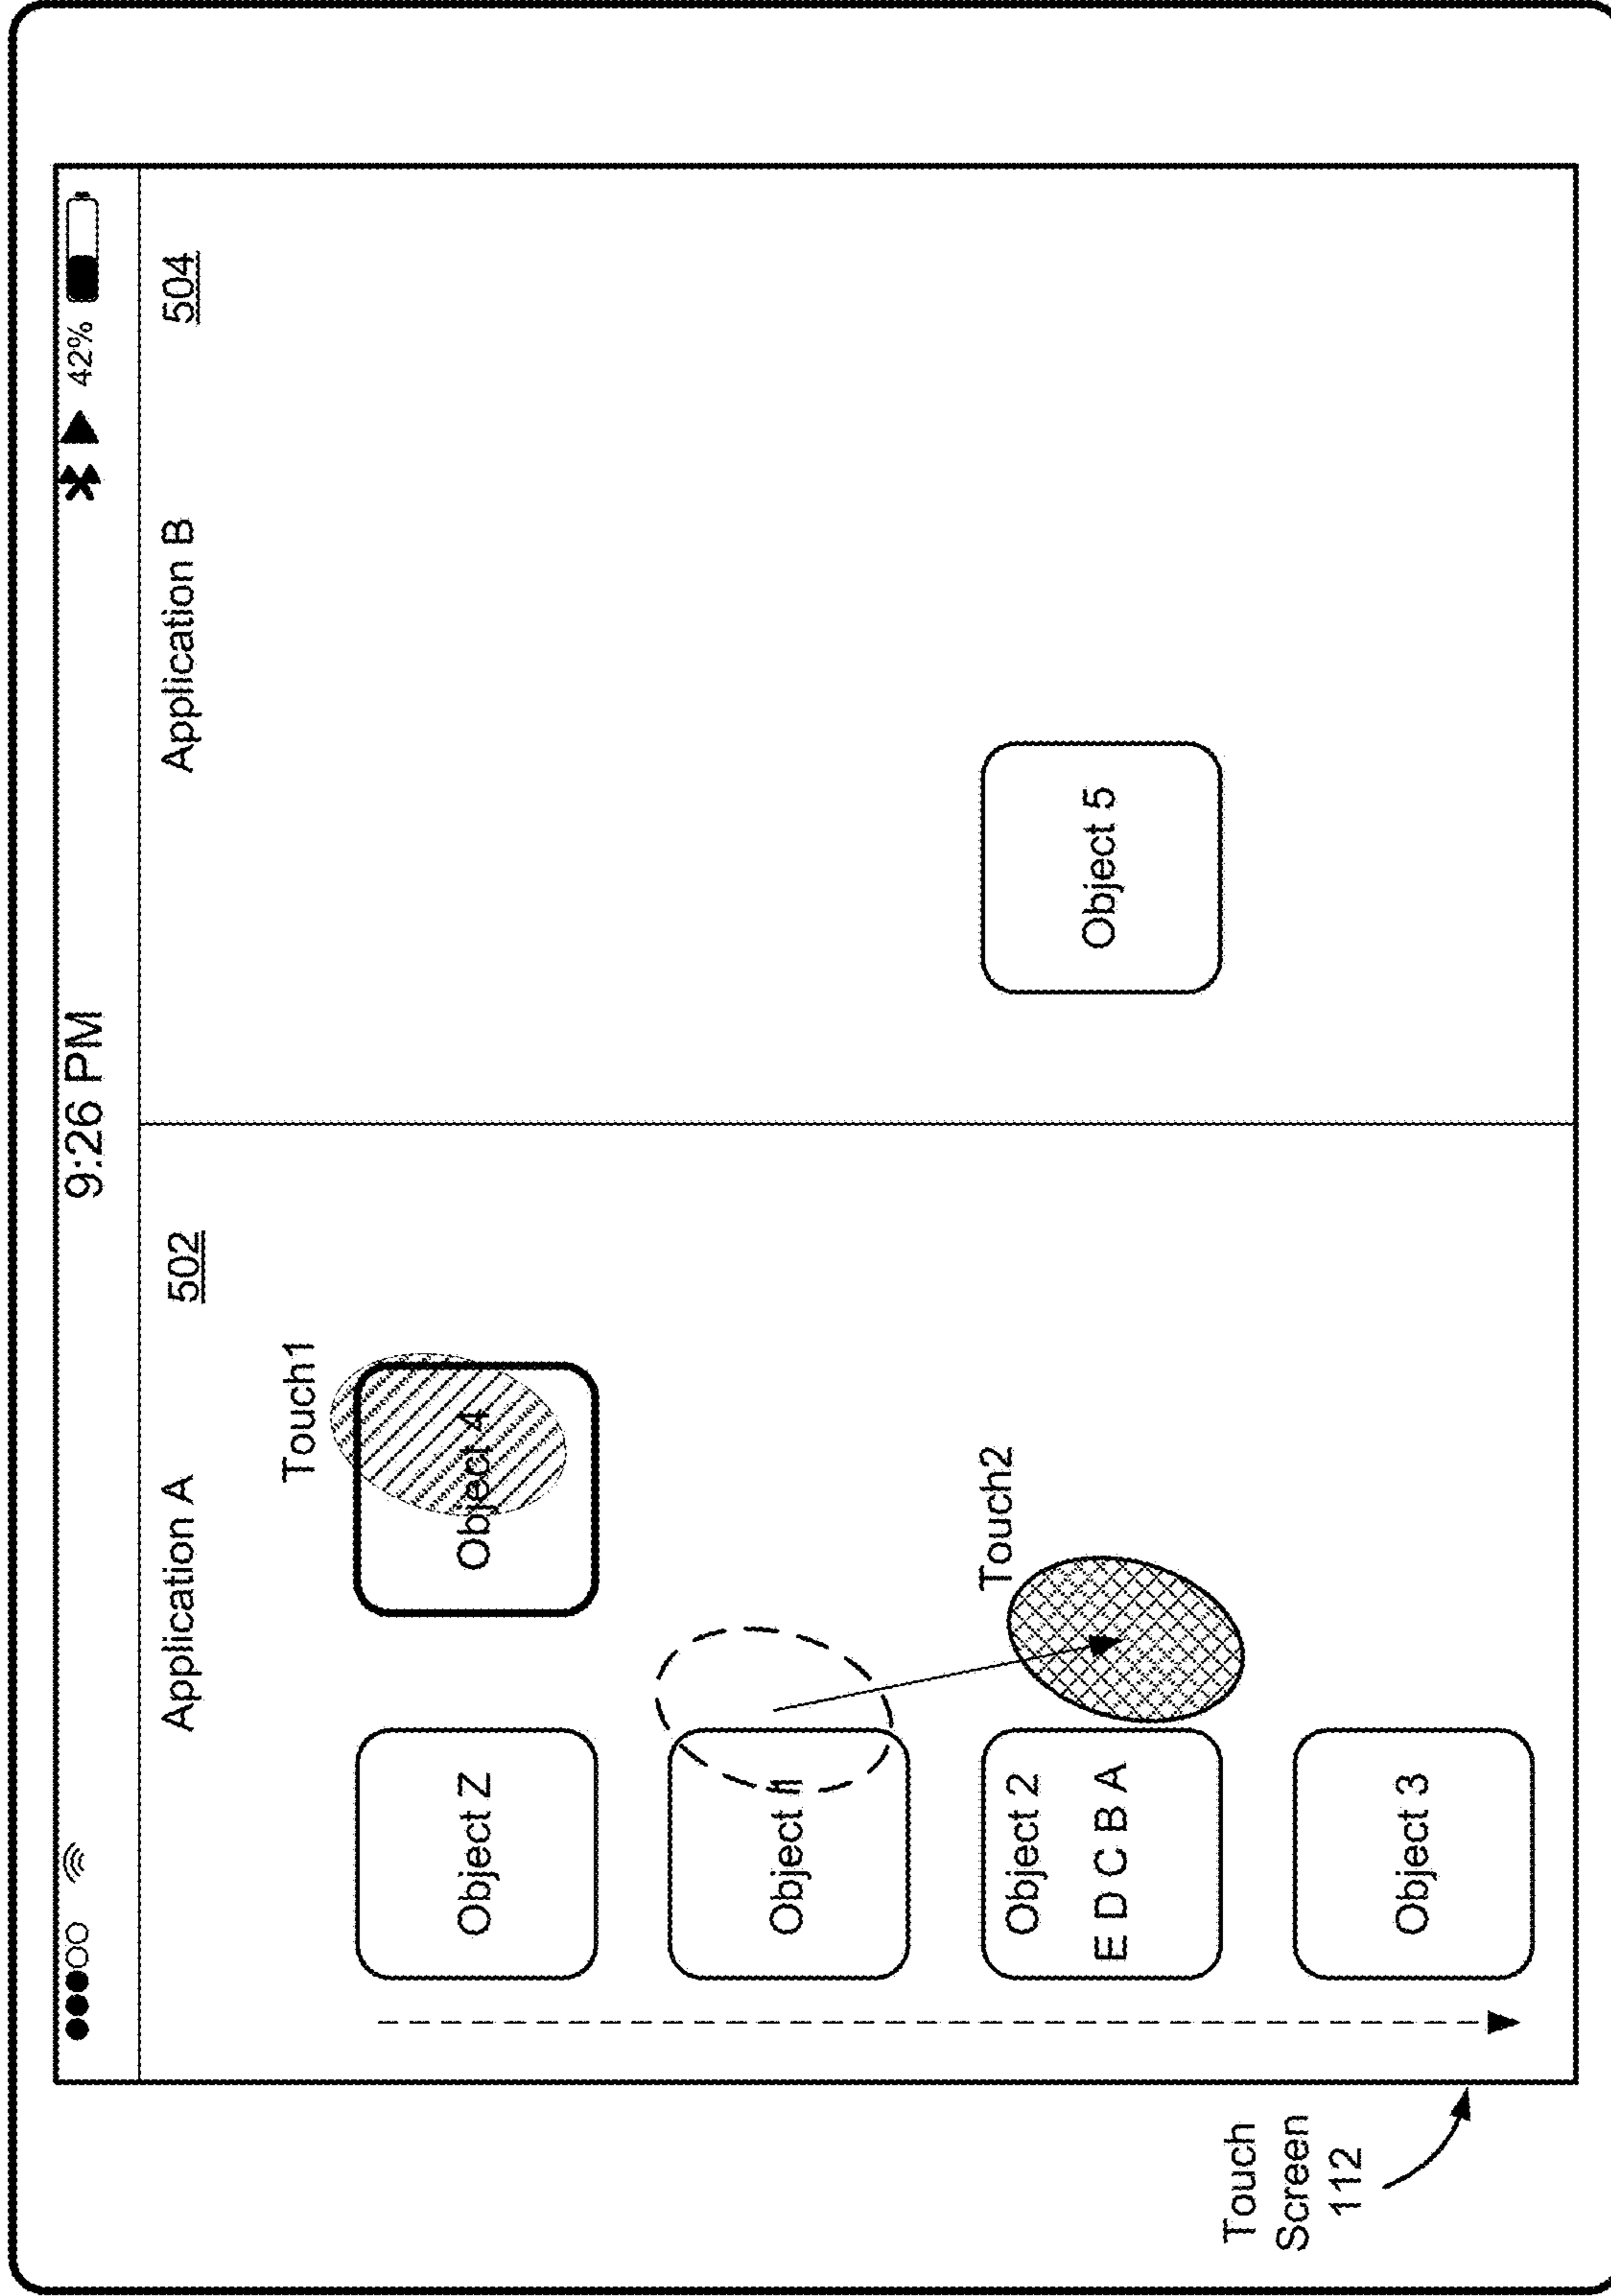 9:26 PM
42%
Application A
502
Application B
504
Touch1
Object Z
Object 4
Object 1
Touch2
Object 2
E D C B A
Object 5
Object 3
Touch
Screen
112